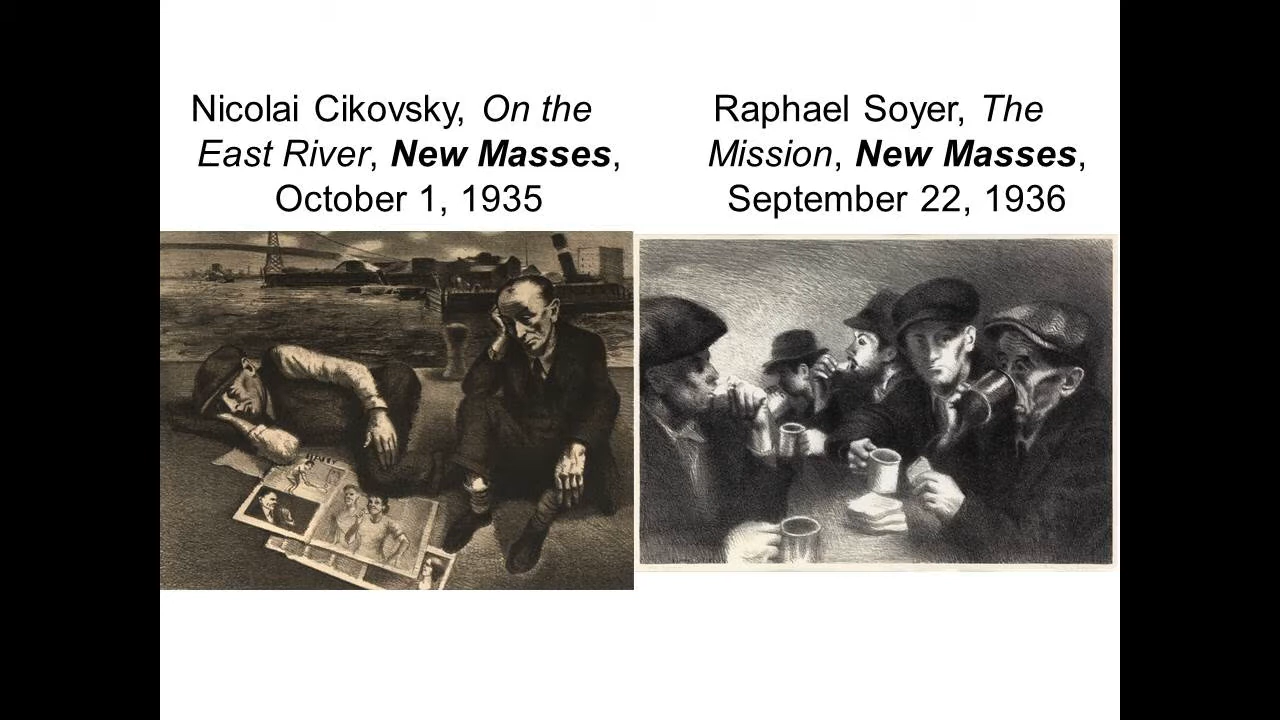 Nicolai Cikovsky, On the
East River, New Masses,
October 1, 1935
Raphael Soyer, The
Mission, New Masses,
September 22, 1936